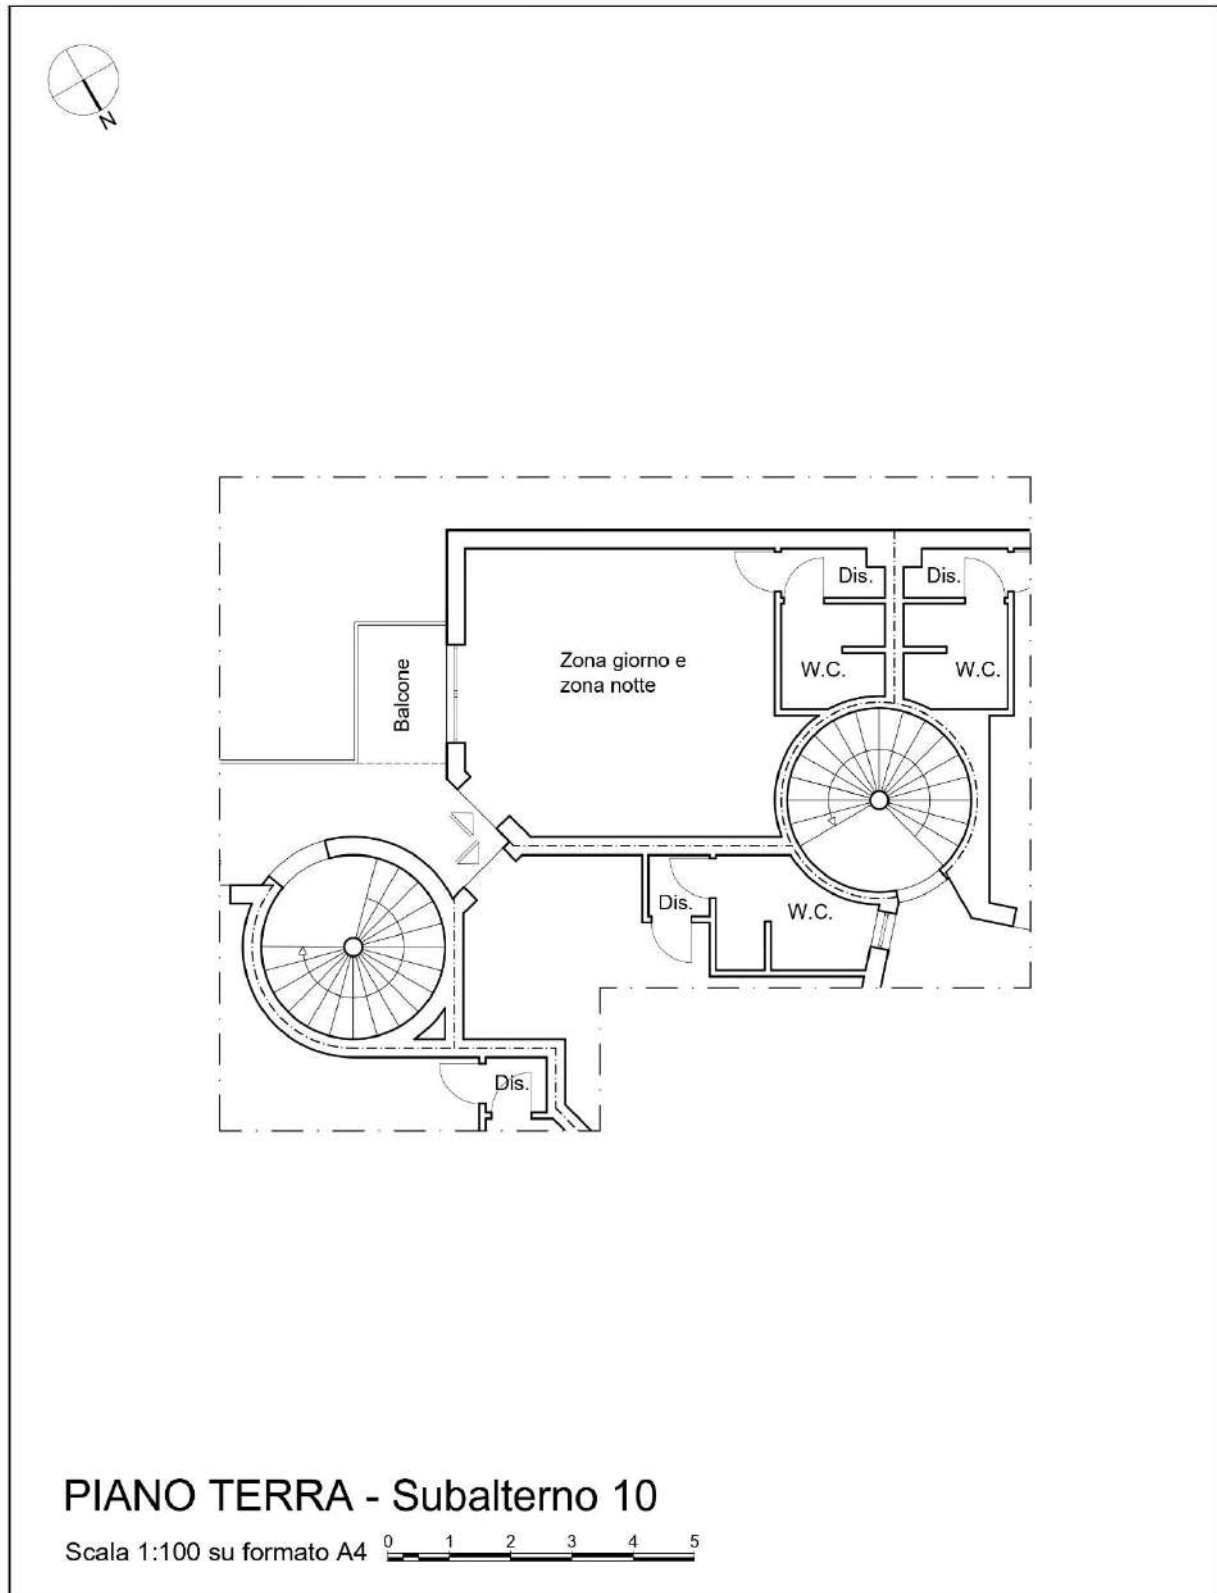 N
Dis.
Dis.
Zona giorno e
zona notte
W.C.
W.C.
Balcone
Dis.
W.C.
Dis.
PIANO TERRA - Subalterno 10
Scala 1:100 su formato A4
0 1 2 3 4 5